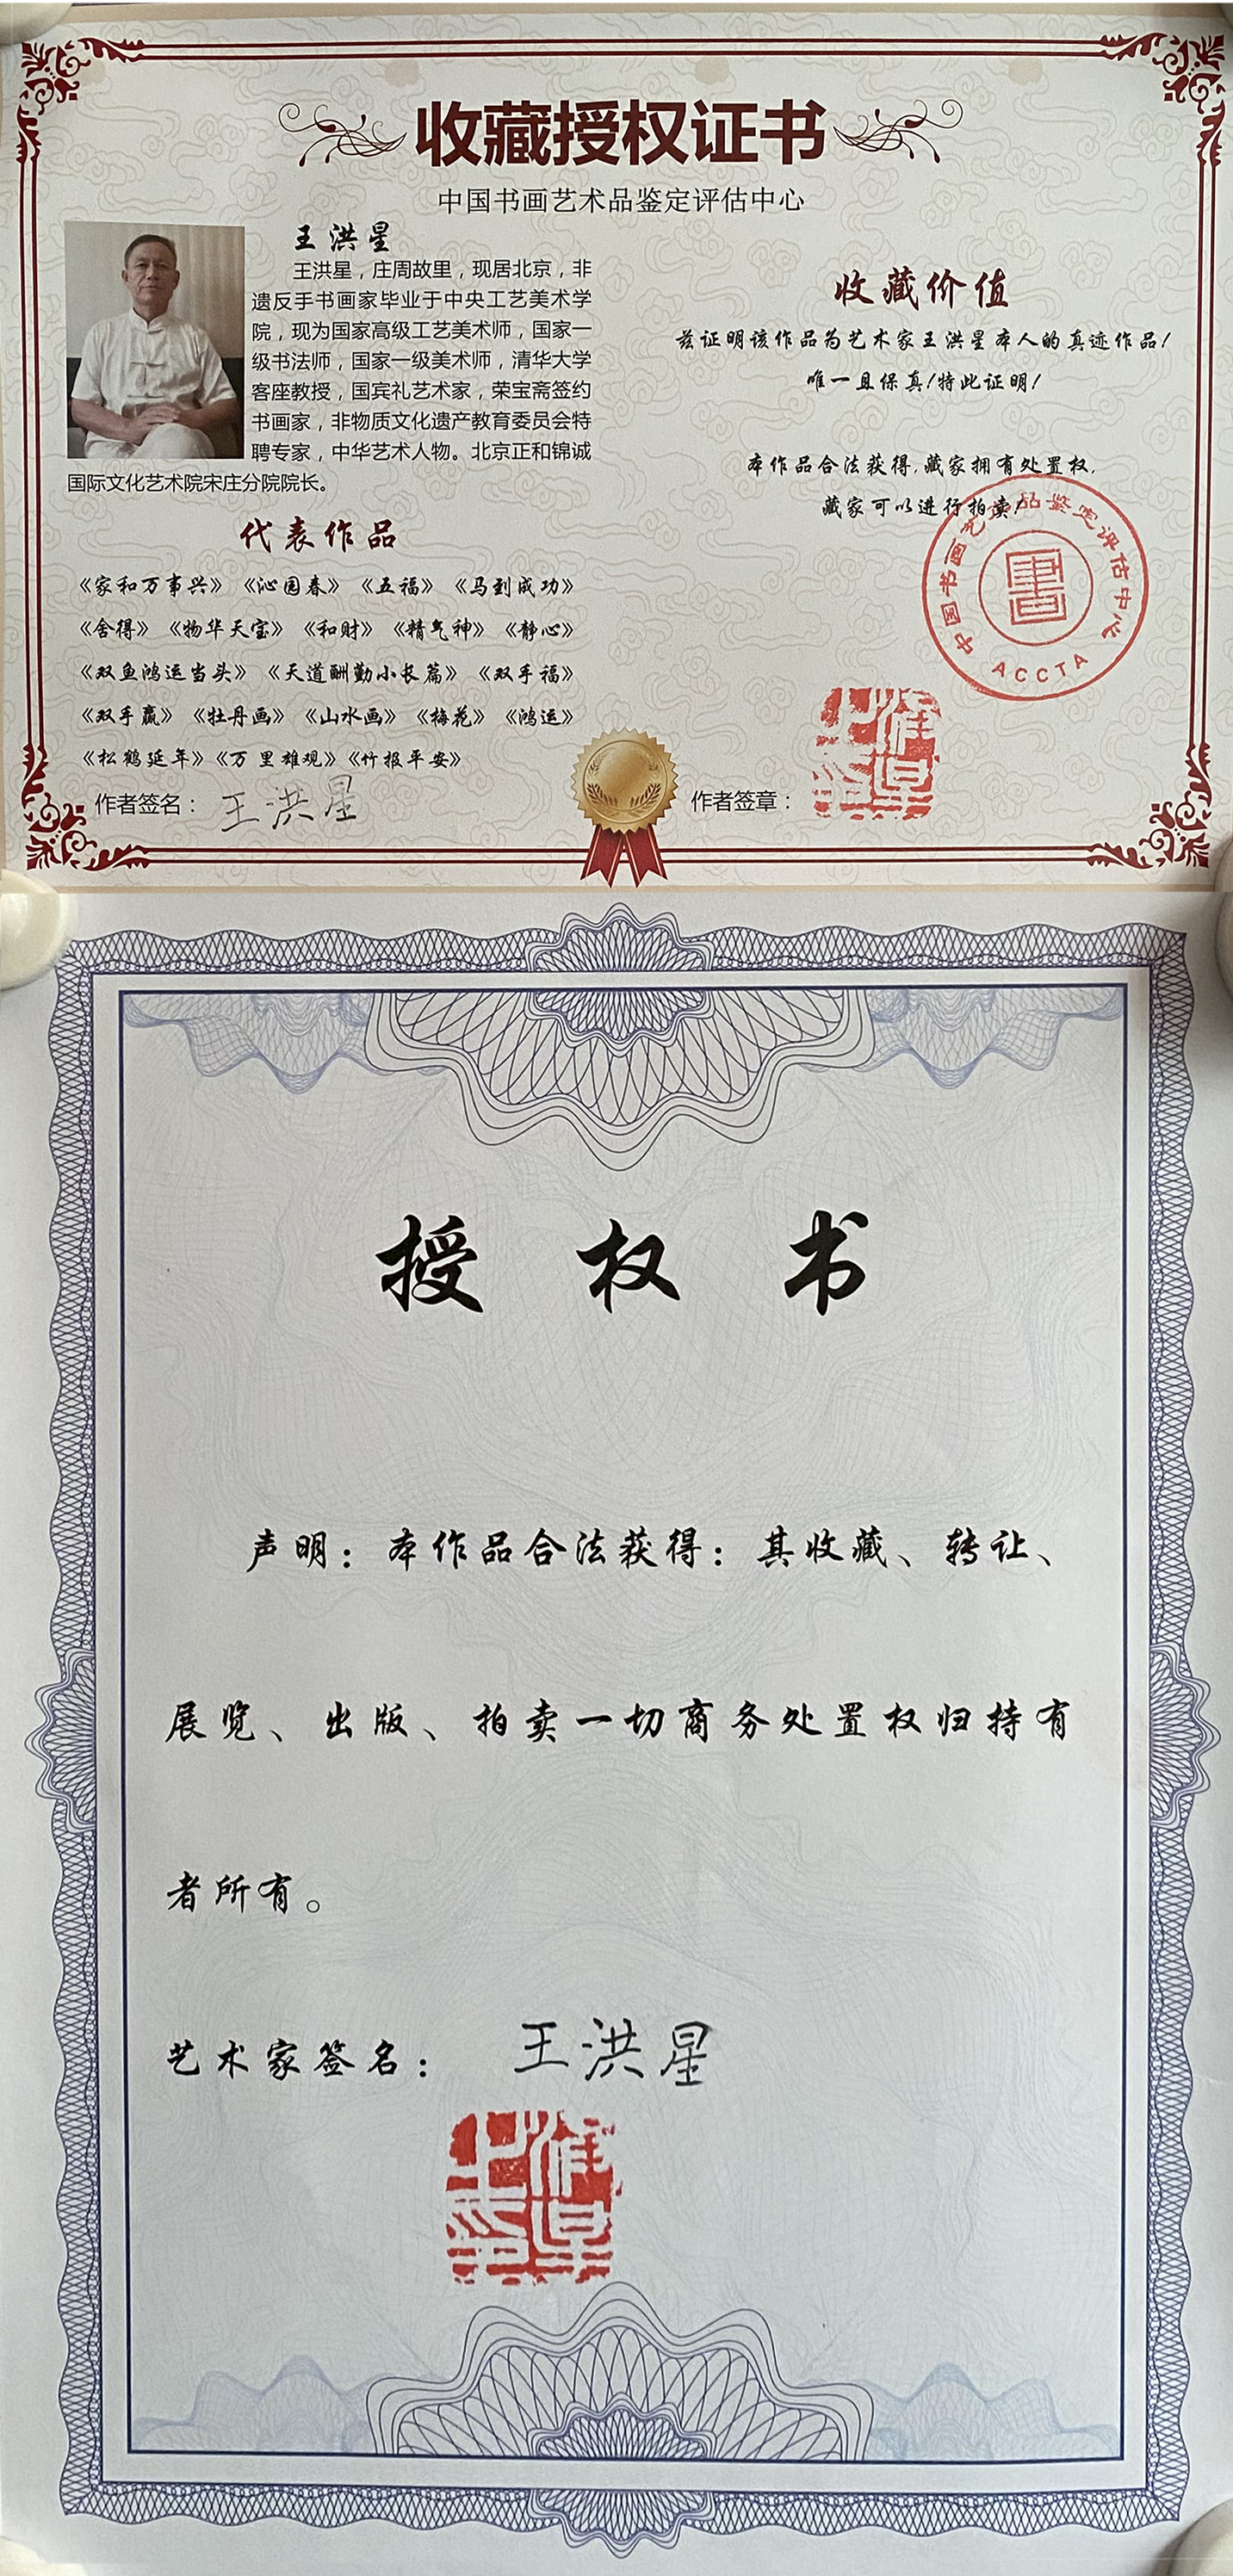 收藏授权证书
中国书画艺术品鉴定评估中心
王洪星
王洪星，庄周故里，现居北京，非
遗反手书画家毕业于中央工艺美术学
院，现为国家高级工艺美术师，国家一
级书法师，国家一级美术师，清华大学
客座教授，国宾礼艺术家，荣宝斋签约
书画家，非物质文化遗产教育委员会特
聘专家，中华艺术人物。北京正和锦诚
国际文化艺术院宋庄分院院长。
代表作品
《家和万事兴》《沁园春》《五福》《马到成功》
《舍得》《物华天宝》《和财》《精气神》《静心》
《双鱼鸿运当头》《天道酬勤小长篇》《双手福》
《双手赢》《牡丹画》《山水画》《梅花》《鸿运》
《松鹤延年》《万里雄观》《竹报平安》
作者签名：王洪星
收藏价值
兹证明该作品为艺术家王洪星本人的真迹作品！
唯一且保真！特此证明！
本作品合法获得，藏家拥有处置权，
藏家可以进行拍卖！
中国书画艺术品鉴定评估中心
ACCTA
作者签章：
授权书
声明：本作品合法获得：其收藏、转让、
展览、出版、拍卖一切商务处置权归持有
者所有。
艺术家签名：王洪星